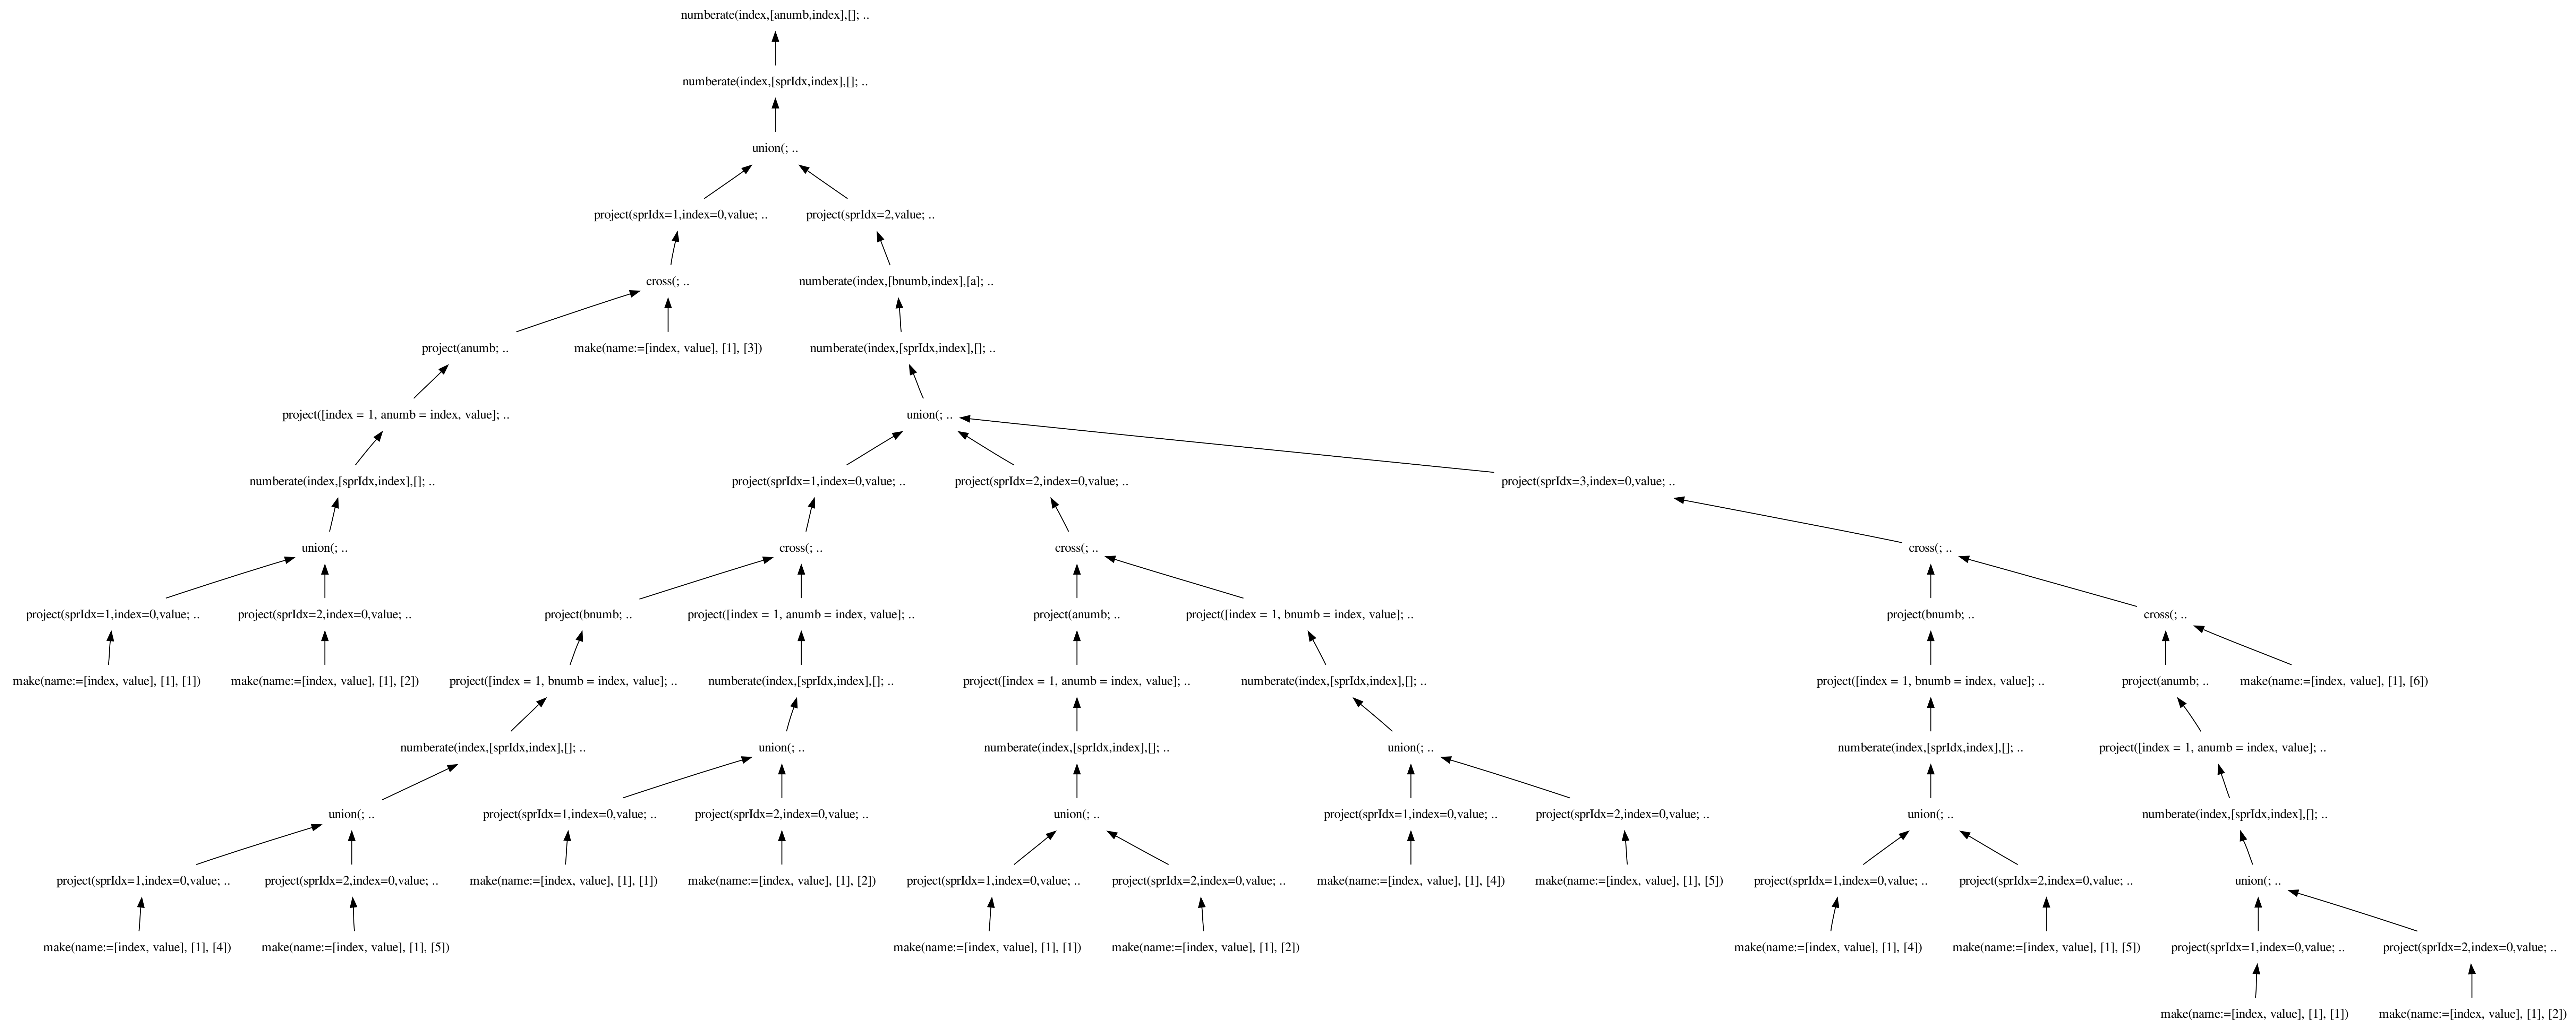 numberate(index,[anumb,index],[]; ..
numberate(index,[sprIdx,index],[]; ..
union(; ..
project(sprIdx=1,index=0,value; ..
project(sprIdx=2,value; ..
cross(; ..
numberate(index,[bnumb,index],[a]; ..
project(anumb; ..
make(name:=[index, value], [1], [3])
numberate(index,[sprIdx,index],[]; ..
project([index = 1, anumb = index, value]; ..
union(; ..
numberate(index,[sprIdx,index],[]; ..
project(sprIdx=1,index=0,value; ..
project(sprIdx=2,index=0,value; ..
project(sprIdx=3,index=0,value; ..
union(; ..
cross(; ..
cross(; ..
cross(; ..
project(sprIdx=1,index=0,value; ..
project(sprIdx=2,index=0,value; ..
project(bnumb; ..
project([index = 1, anumb = index, value]; ..
project(anumb; ..
project([index = 1, bnumb = index, value]; ..
project(bnumb; ..
cross(; ..
make(name:=[index, value], [1], [1])
make(name:=[index, value], [1], [2])
project([index = 1, bnumb = index, value]; ..
numberate(index,[sprIdx,index],[]; ..
project([index = 1, anumb = index, value]; ..
numberate(index,[sprIdx,index],[]; ..
project([index = 1, bnumb = index, value]; ..
project(anumb; ..
make(name:=[index, value], [1], [6])
numberate(index,[sprIdx,index],[]; ..
union(; ..
numberate(index,[sprIdx,index],[]; ..
union(; ..
numberate(index,[sprIdx,index],[]; ..
project([index = 1, anumb = index, value]; ..
union(; ..
project(sprIdx=1,index=0,value; ..
project(sprIdx=2,index=0,value; ..
union(; ..
project(sprIdx=1,index=0,value; ..
project(sprIdx=2,index=0,value; ..
union(; ..
numberate(index,[sprIdx,index],[]; ..
project(sprIdx=1,index=0,value; ..
project(sprIdx=2,index=0,value; ..
make(name:=[index, value], [1], [1])
make(name:=[index, value], [1], [2])
project(sprIdx=1,index=0,value; ..
project(sprIdx=2,index=0,value; ..
make(name:=[index, value], [1], [4])
make(name:=[index, value], [1], [5])
project(sprIdx=1,index=0,value; ..
project(sprIdx=2,index=0,value; ..
union(; ..
make(name:=[index, value], [1], [4])
make(name:=[index, value], [1], [5])
make(name:=[index, value], [1], [1])
make(name:=[index, value], [1], [2])
make(name:=[index, value], [1], [4])
make(name:=[index, value], [1], [5])
project(sprIdx=1,index=0,value; ..
project(sprIdx=2,index=0,value; ..
make(name:=[index, value], [1], [1])
make(name:=[index, value], [1], [2])